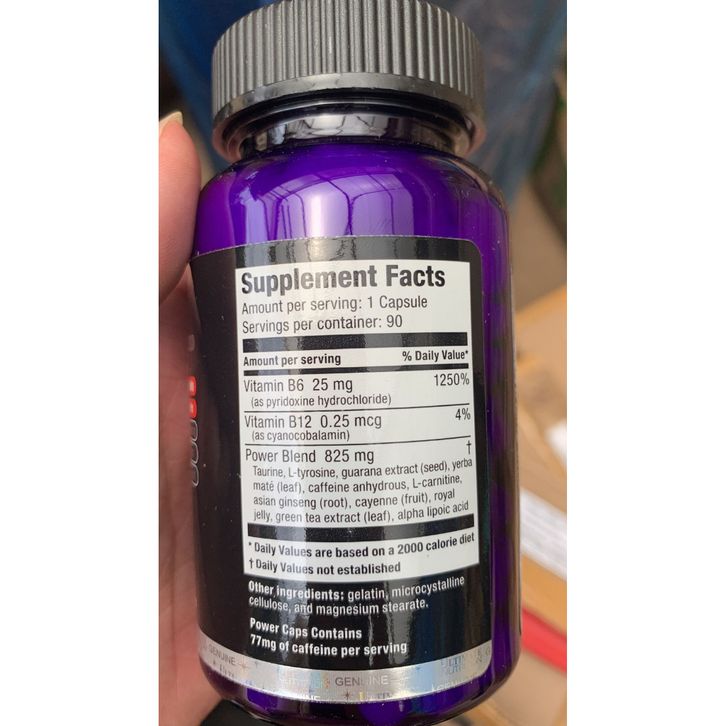 Supplement Facts
Amount per serving: 1 Capsule
Servings per container: 90
Amount per serving % Daily Value*
Vitamin B6 25 mg 1250%
(as pyridoxine hydrochloride)
Vitamin B12 0.25 mcg 4%
(as cyanocobalamin)
Power Blend 825 mg †
Taurine, L-tyrosine, guarana extract (seed), yerba
maté (leaf), caffeine anhydrous, L-carnitine,
asian ginseng (root), cayenne (fruit), royal
jelly, green tea extract (leaf), alpha lipoic acid
* Daily Values are based on a 2000 calorie diet
† Daily Values not established
Other ingredients: gelatin, microcrystalline
cellulose, and magnesium stearate.
Power Caps Contains
77mg of caffeine per serving
GENUINE
GENUINE